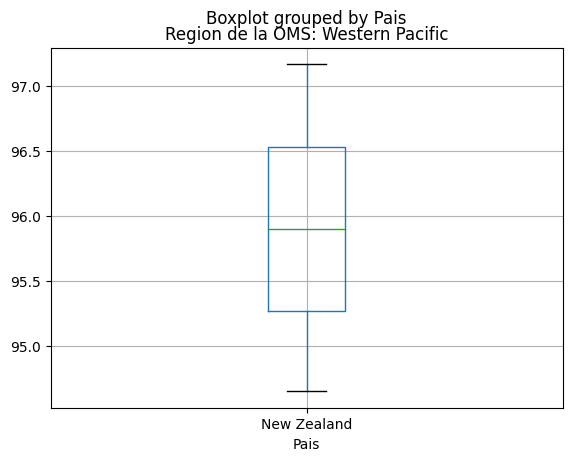 Boxplot grouped by Pais
Region de la OMS: Western Pacific
97.0
96.5
96.0
95.5
95.0
New Zealand
Pais